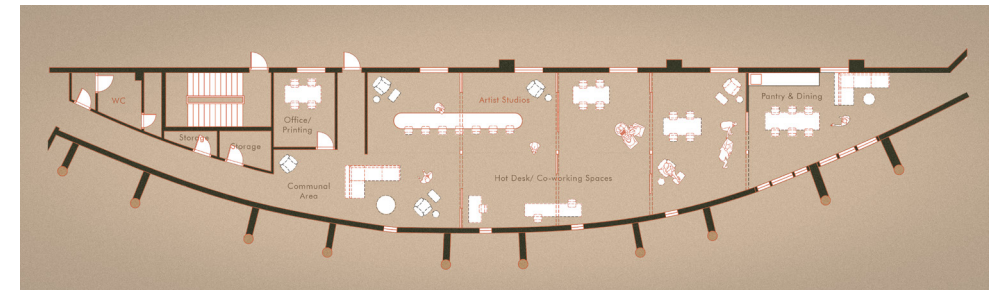 WC
Storage
Storage
Office/
Printing
Communal
Area
Artist Studios
Hot Desk/ Co-working Spaces
Pantry & Dining